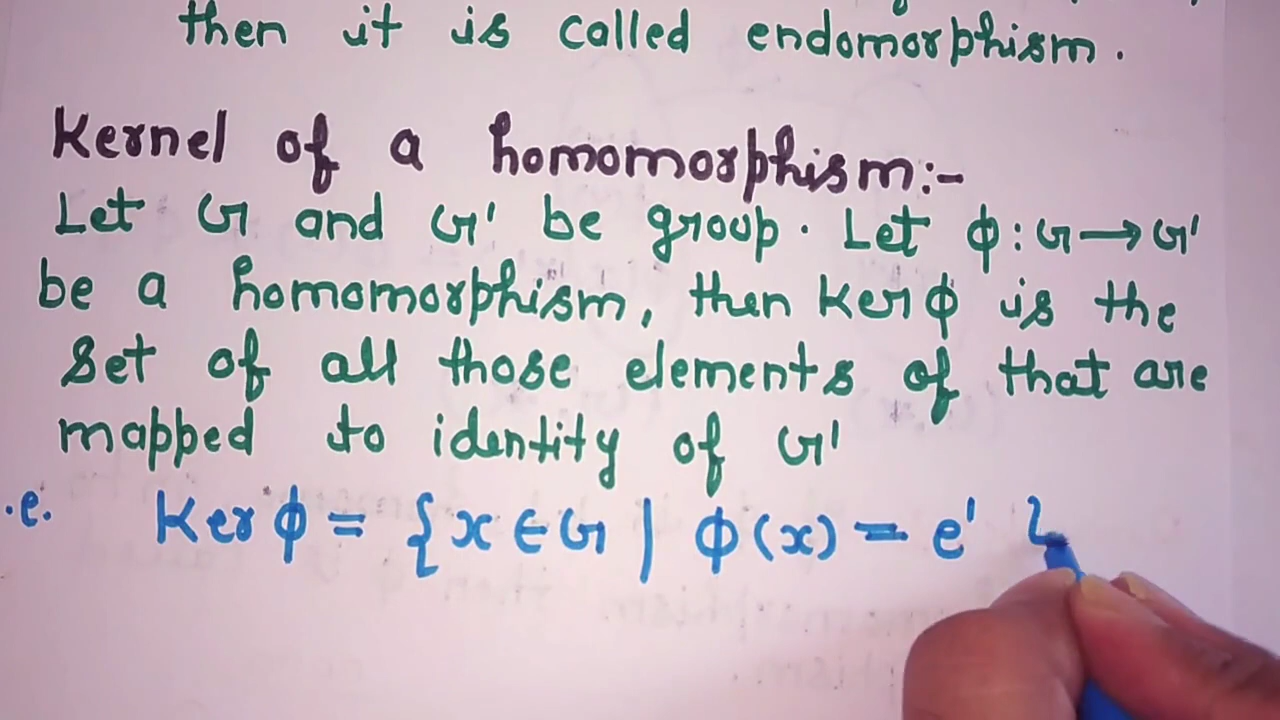 then it is called endomorphism.
Kernel of a homomorphism:-
Let G and G' be group. Let ϕ:G→G'
be a homomorphism, then Ker ϕ is the
set of all those elements of that are
mapped to identity of G'
.e. Ker ϕ = {x∈G | ϕ(x) = e' }